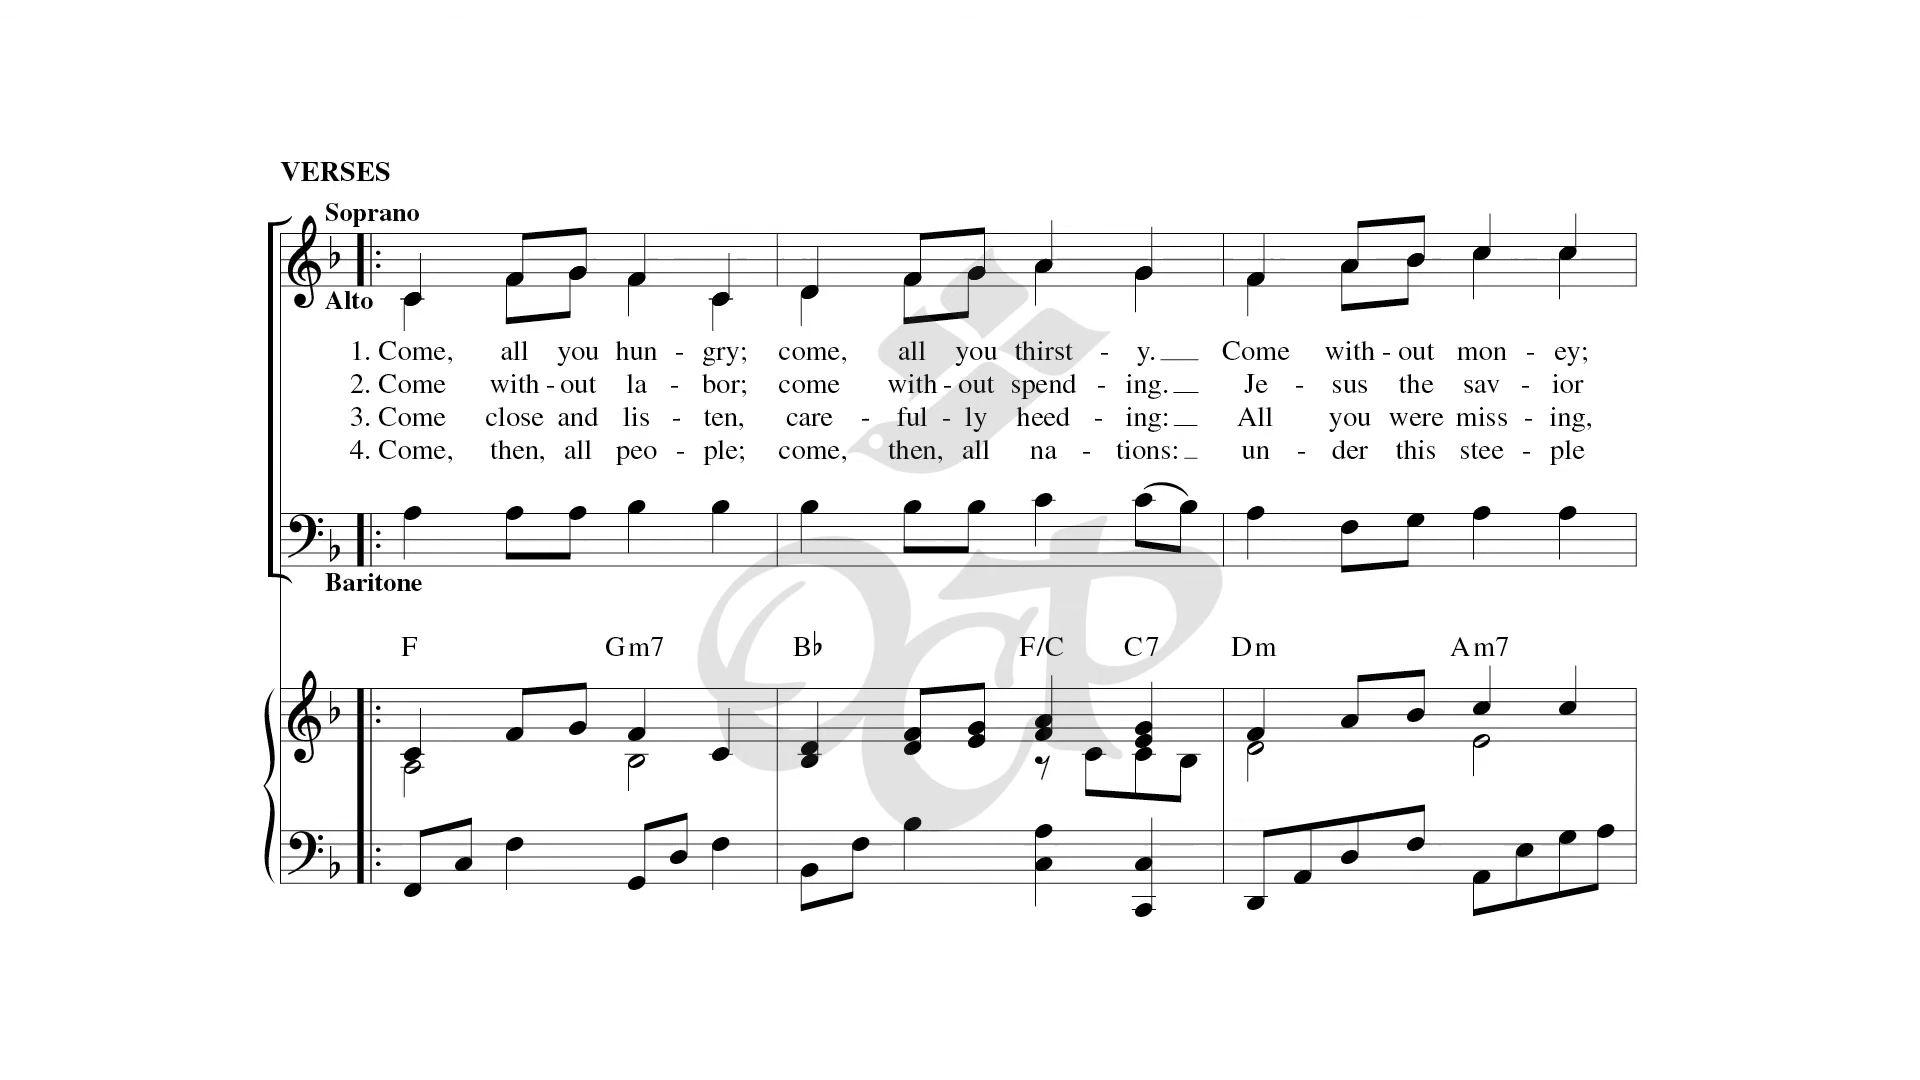 VERSES
Soprano
Alto
1. Come, all you hun - gry; come, all you thirst - y. Come with - out mon - ey;
2. Come with - out la - bor; come with - out spend - ing. Je - sus the sav - ior
3. Come close and lis - ten, care - ful - ly heed - ing: All you were miss - ing,
4. Come, then, all peo - ple; come, then, all na - tions: un - der this stee - ple
Baritone
F Gm7 B♭ F/C C7 Dm Am7
OCP